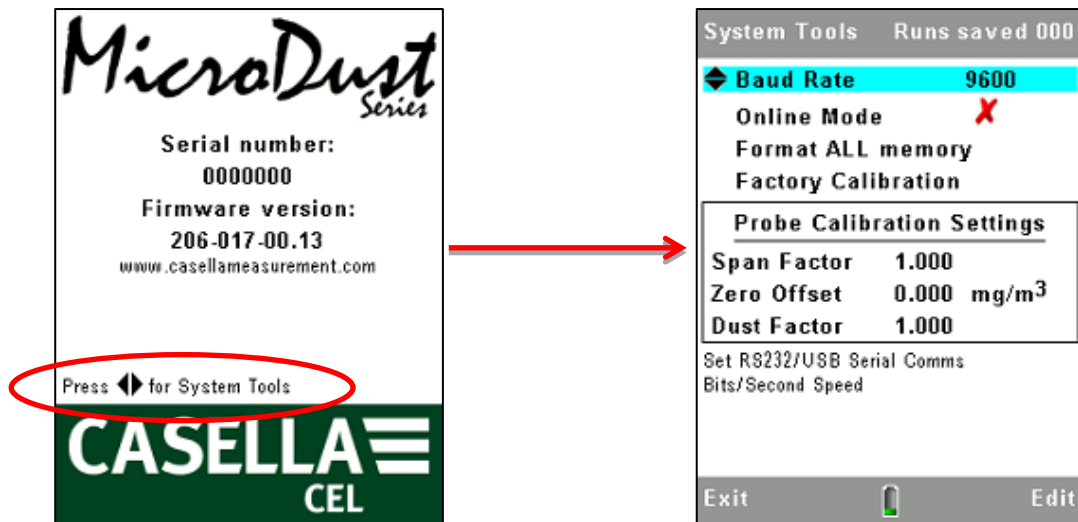 MicroDust
Series
Serial number:
0000000
Firmware version:
206-017-00.13
www.casellameasurement.com
Press for System Tools
CASELLA
CEL
System Tools Runs saved 000
Baud Rate 9600
Online Mode ✗
Format ALL memory
Factory Calibration
Probe Calibration Settings
Span Factor 1.000
Zero Offset 0.000 mg/m³
Dust Factor 1.000
Set RS232/USB Serial Comms
Bits/Second Speed
Exit Edit